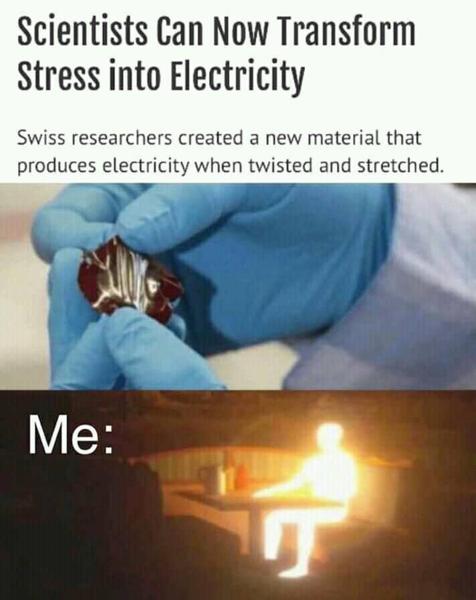 Scientists Can Now Transform
Stress into Electricity
Swiss researchers created a new material that
produces electricity when twisted and stretched.
Me: